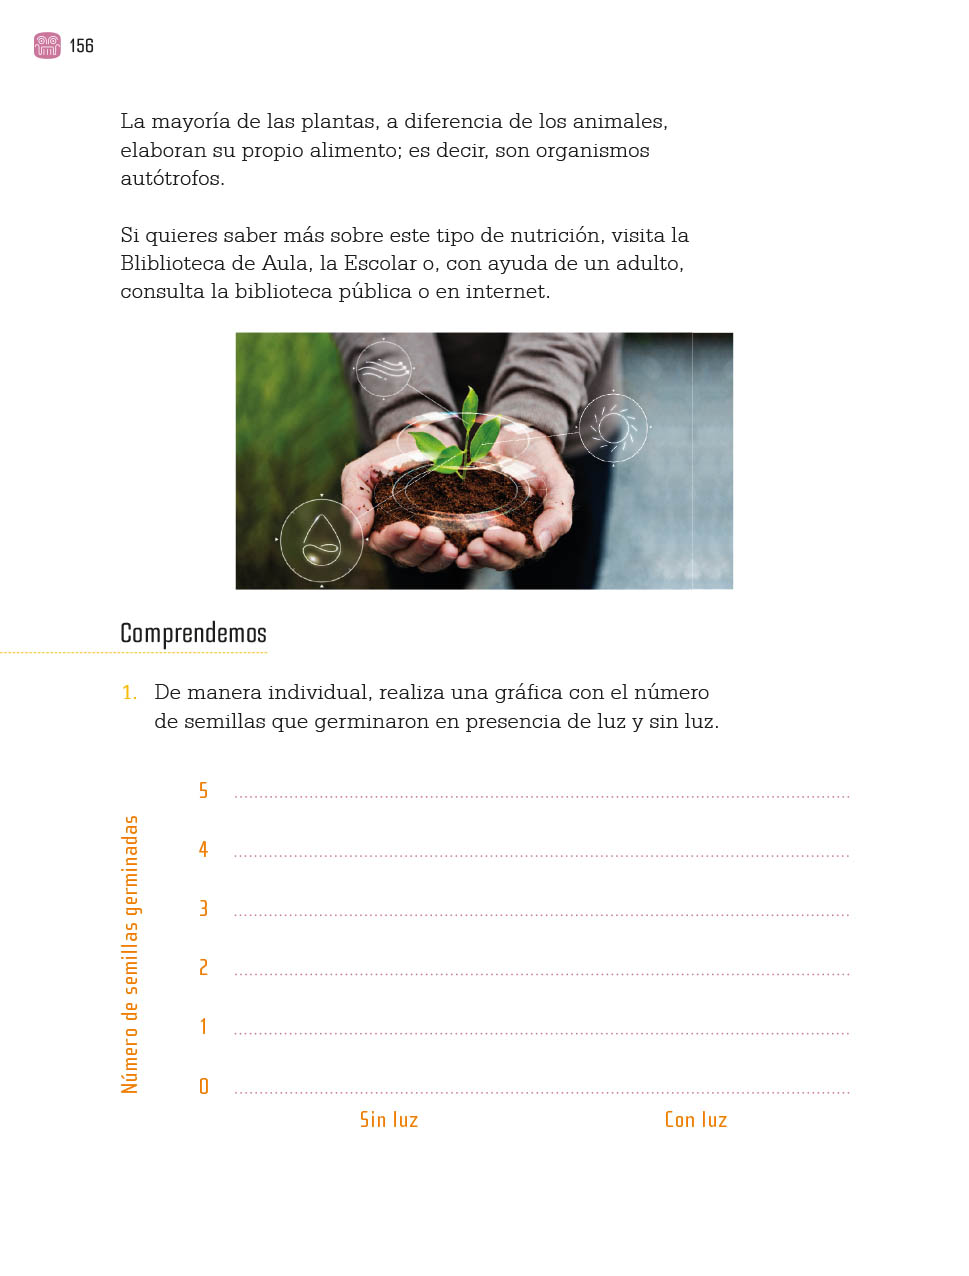 156
La mayoría de las plantas, a diferencia de los animales,
elaboran su propio alimento; es decir, son organismos
autótrofos.
Si quieres saber más sobre este tipo de nutrición, visita la
Bliblioteca de Aula, la Escolar o, con ayuda de un adulto,
consulta la biblioteca pública o en internet.
Comprendemos
1. De manera individual, realiza una gráfica con el número
de semillas que germinaron en presencia de luz y sin luz.
Número de semillas germinadas
5
4
3
2
1
0
Sin luz Con luz